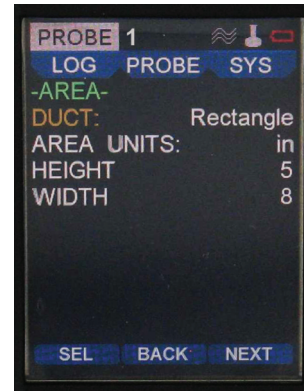 PROBE 1
LOG PROBE SYS
-AREA-
DUCT: Rectangle
AREA UNITS: in
HEIGHT 5
WIDTH 8
SEL BACK NEXT